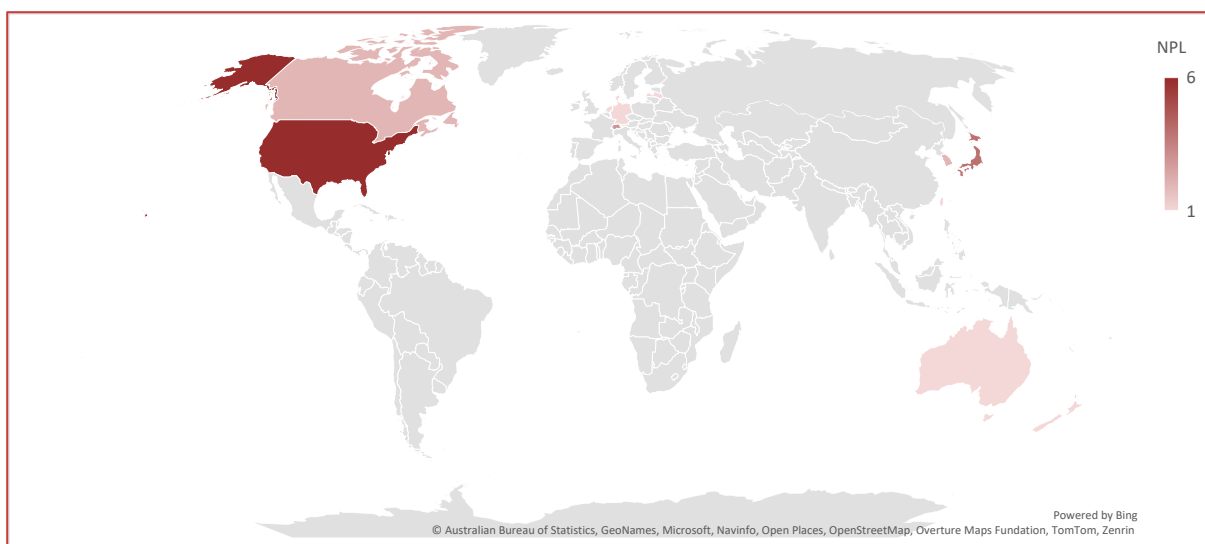 NPL
6
1
Powered by Bing
© Australian Bureau of Statistics, GeoNames, Microsoft, Navinfo, Open Places, OpenStreetMap, Overture Maps Fundation, TomTom, Zenrin